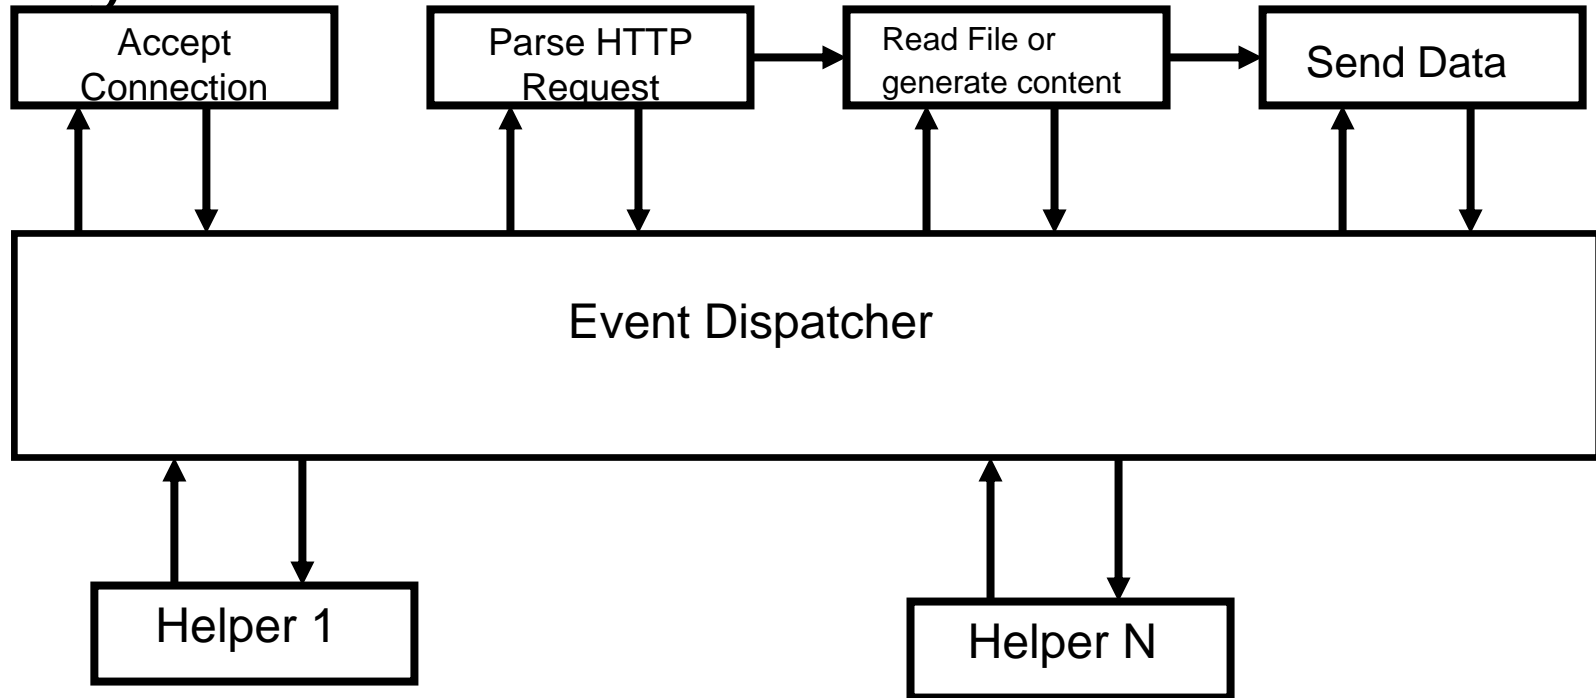 Accept
Connection
Parse HTTP
Request
Read File or
generate content
Send Data
Event Dispatcher
Helper 1
Helper N